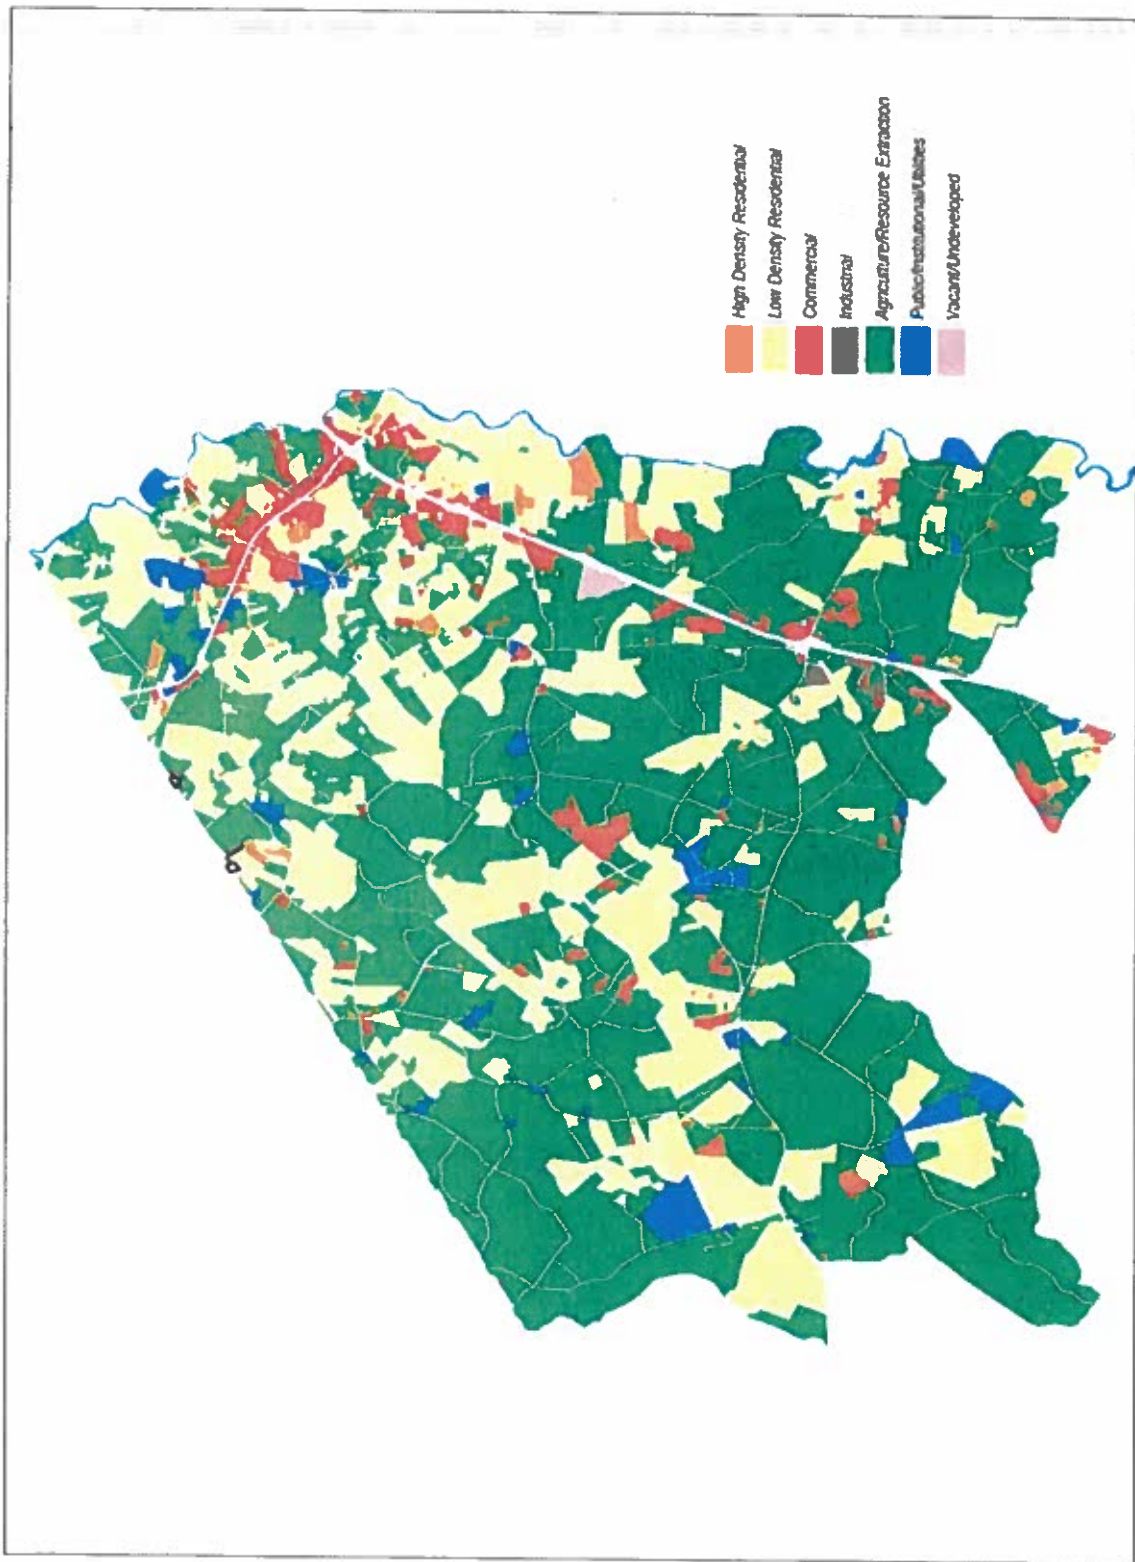 High Density Residential
Low Density Residential
Commercial
Industrial
Agriculture/Resource Extraction
Public/Institutional/Utilities
Vacant/Undeveloped